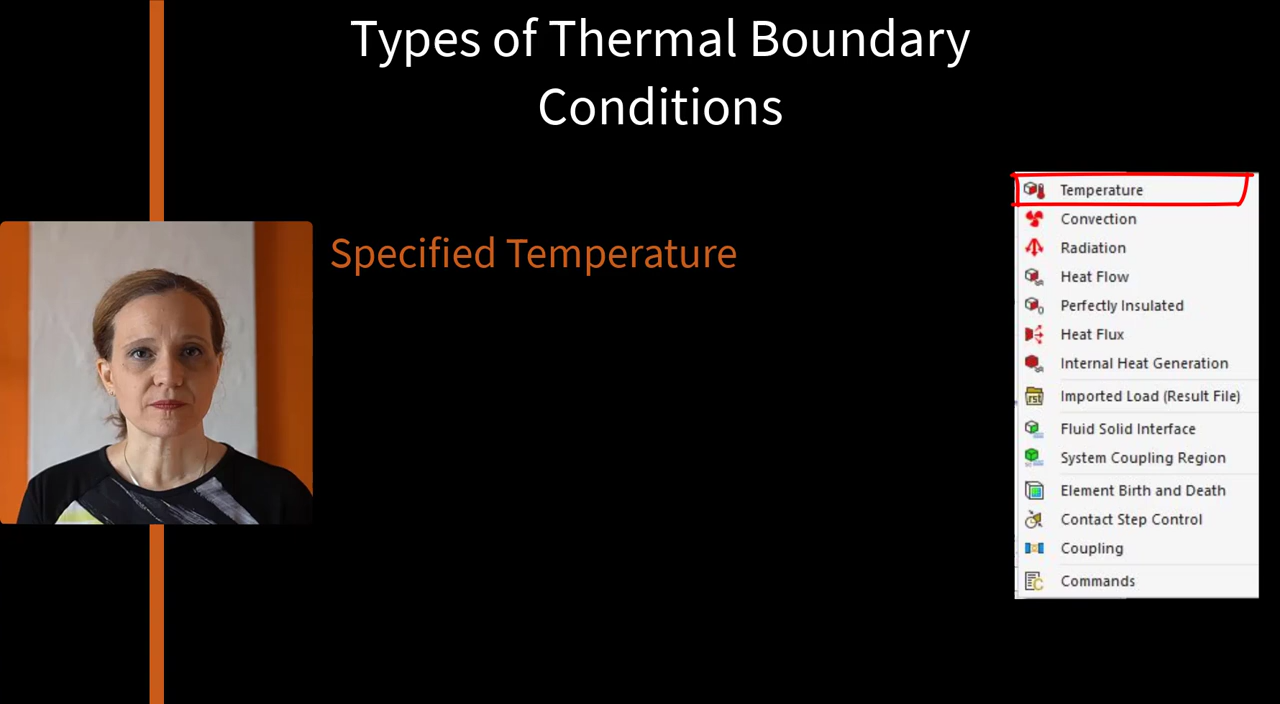 Types of Thermal Boundary
Conditions
Specified Temperature
Temperature
Convection
Radiation
Heat Flow
Perfectly Insulated
Heat Flux
Internal Heat Generation
Imported Load (Result File)
Fluid Solid Interface
System Coupling Region
Element Birth and Death
Contact Step Control
Coupling
Commands